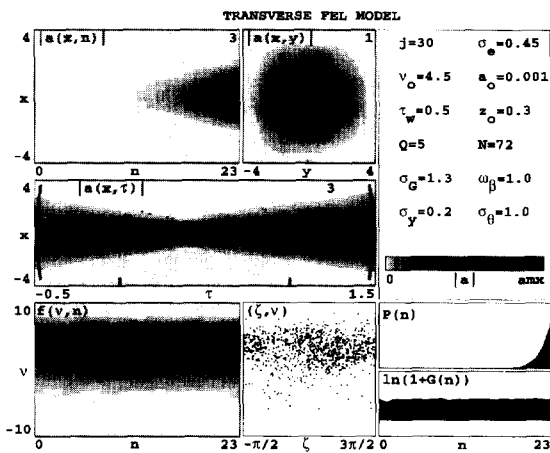 TRANSVERSE FEL MODEL
4 |a(x,n)| 3 |a(x,y)| 1
x
-4
0 n 23 -4 y 4
j=30 σe=0.45
νo=4.5 ao=0.001
τw=0.5 zo=0.3
Q=5 N=72
σG=1.3 ωβ=1.0
σy=0.2 σθ=1.0
4 |a(x,τ)| 3
x
-4
-0.5 τ 1.5
0 |a| amx
10 f(ν,n) (ζ,ν) P(n)
ν
ln(1+G(n))
-10
0 n 23 -π/2 ζ 3π/2 0 n 23